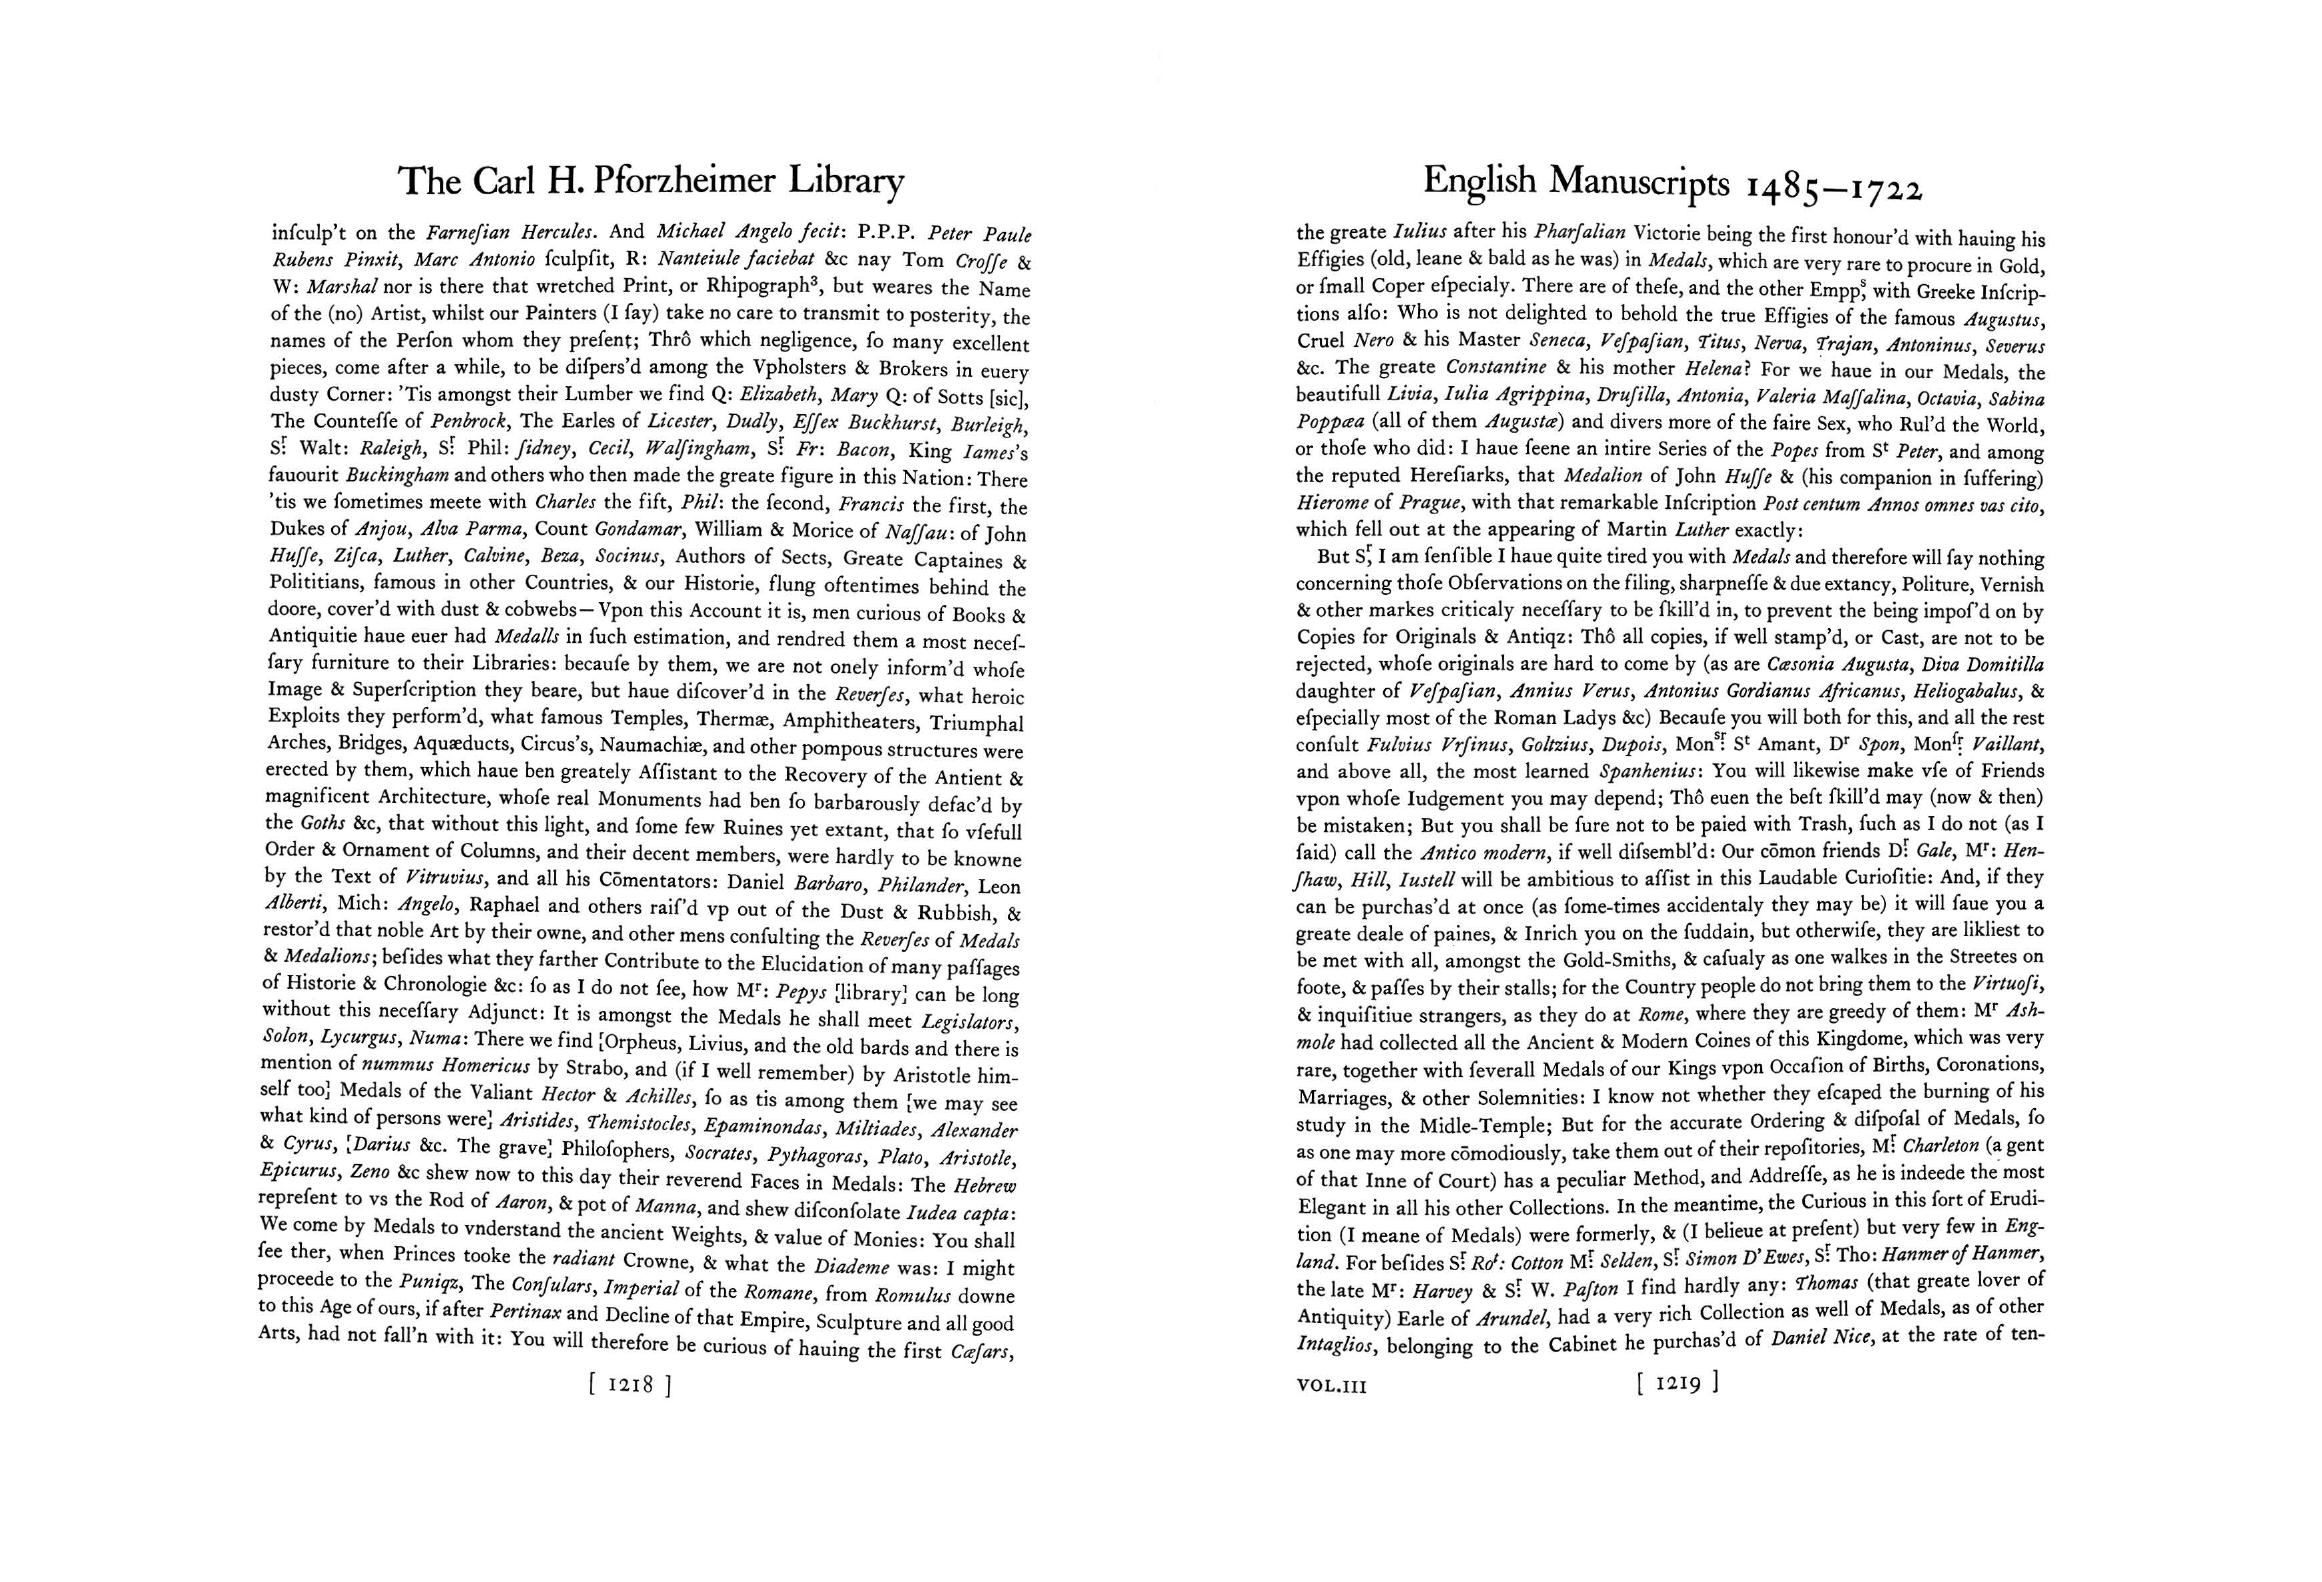 The Carl H. Pforzheimer Library
inſculp't on the Farneſian Hercules. And Michael Angelo fecit: P.P.P. Peter Paule
Rubens Pinxit, Marc Antonio ſculpſit, R: Nanteiule faciebat &c nay Tom Croſſe &
W: Marshal nor is there that wretched Print, or Rhipograph³, but weares the Name
of the (no) Artist, whilst our Painters (I ſay) take no care to transmit to posterity, the
names of the Perſon whom they preſent; Thrô which negligence, ſo many excellent
pieces, come after a while, to be diſpers'd among the Vpholsters & Brokers in euery
dusty Corner: 'Tis amongst their Lumber we find Q: Elizabeth, Mary Q: of Sotts [sic],
The Counteſſe of Penbrock, The Earles of Licester, Dudly, Eſſex Buckhurst, Burleigh,
Sʳ: Walt: Raleigh, Sʳ: Phil: ſidney, Cecil, Walſingham, Sʳ: Fr: Bacon, King Iames's
fauourit Buckingham and others who then made the greate figure in this Nation: There
'tis we ſometimes meete with Charles the fift, Phil: the ſecond, Francis the first, the
Dukes of Anjou, Alva Parma, Count Gondamar, William & Morice of Naſſau: of John
Huſſe, Ziſca, Luther, Calvine, Beza, Socinus, Authors of Sects, Greate Captaines &
Polititians, famous in other Countries, & our Historie, flung oftentimes behind the
doore, cover'd with dust & cobwebs—Vpon this Account it is, men curious of Books &
Antiquitie haue euer had Medalls in ſuch estimation, and rendred them a most neceſ-
ſary furniture to their Libraries: becauſe by them, we are not onely inform'd whoſe
Image & Superſcription they beare, but haue diſcover'd in the Reverſes, what heroic
Exploits they perform'd, what famous Temples, Thermæ, Amphitheaters, Triumphal
Arches, Bridges, Aquæducts, Circus's, Naumachiæ, and other pompous structures were
erected by them, which haue ben greately Aſſistant to the Recovery of the Antient &
magnificent Architecture, whoſe real Monuments had ben ſo barbarously defac'd by
the Goths &c, that without this light, and ſome few Ruines yet extant, that ſo vſefull
Order & Ornament of Columns, and their decent members, were hardly to be knowne
by the Text of Vitruvius, and all his Cōmentators: Daniel Barbaro, Philander, Leon
Alberti, Mich: Angelo, Raphael and others raiſ'd vp out of the Dust & Rubbish, &
restor'd that noble Art by their owne, and other mens conſulting the Reverſes of Medals
& Medalions; beſides what they farther Contribute to the Elucidation of many paſſages
of Historie & Chronologie &c: ſo as I do not ſee, how Mʳ: Pepys [library] can be long
without this neceſſary Adjunct: It is amongst the Medals he shall meet Legislators,
Solon, Lycurgus, Numa: There we find [Orpheus, Livius, and the old bards and there is
mention of nummus Homericus by Strabo, and (if I well remember) by Aristotle him-
self too] Medals of the Valiant Hector & Achilles, ſo as tis among them [we may see
what kind of persons were] Aristides, Themistocles, Epaminondas, Miltiades, Alexander
& Cyrus, [Darius &c. The grave] Philoſophers, Socrates, Pythagoras, Plato, Aristotle,
Epicurus, Zeno &c shew now to this day their reverend Faces in Medals: The Hebrew
repreſent to vs the Rod of Aaron, & pot of Manna, and shew diſconſolate Iudea capta:
We come by Medals to vnderstand the ancient Weights, & value of Monies: You shall
ſee ther, when Princes tooke the radiant Crowne, & what the Diademe was: I might
proceede to the Puniqz, The Conſulars, Imperial of the Romane, from Romulus downe
to this Age of ours, if after Pertinax and Decline of that Empire, Sculpture and all good
Arts, had not fall'n with it: You will therefore be curious of hauing the first Cæſars,
[ 1218 ]
English Manuscripts 1485–1722
the greate Iulius after his Pharſalian Victorie being the first honour'd with hauing his
Effigies (old, leane & bald as he was) in Medals, which are very rare to procure in Gold,
or ſmall Coper eſpecialy. There are of theſe, and the other Emppˢ, with Greeke Inſcrip-
tions alſo: Who is not delighted to behold the true Effigies of the famous Augustus,
Cruel Nero & his Master Seneca, Veſpaſian, Titus, Nerva, Trajan, Antoninus, Severus
&c. The greate Constantine & his mother Helena? For we haue in our Medals, the
beautifull Livia, Iulia Agrippina, Druſilla, Antonia, Valeria Maſſalina, Octavia, Sabina
Poppæa (all of them Augustæ) and divers more of the faire Sex, who Rul'd the World,
or thoſe who did: I haue ſeene an intire Series of the Popes from Sᵗ Peter, and among
the reputed Hereſiarks, that Medalion of John Huſſe & (his companion in ſuffering)
Hierome of Prague, with that remarkable Inſcription Post centum Annos omnes vas cito,
which fell out at the appearing of Martin Luther exactly:
But Sʳ, I am ſenſible I haue quite tired you with Medals and therefore will ſay nothing
concerning thoſe Obſervations on the filing, sharpneſſe & due extancy, Politure, Vernish
& other markes criticaly neceſſary to be ſkill'd in, to prevent the being impoſ'd on by
Copies for Originals & Antiqz: Thô all copies, if well stamp'd, or Cast, are not to be
rejected, whoſe originals are hard to come by (as are Cæsonia Augusta, Diva Domitilla
daughter of Veſpaſian, Annius Verus, Antonius Gordianus Africanus, Heliogabalus, &
eſpecially most of the Roman Ladys &c) Becauſe you will both for this, and all the rest
conſult Fulvius Vrſinus, Goltzius, Dupois, Monˢʳ: Sᵗ Amant, Dʳ Spon, Monſʳ: Vaillant,
and above all, the most learned Spanhenius: You will likewise make vſe of Friends
vpon whoſe Iudgement you may depend; Thô euen the beſt ſkill'd may (now & then)
be mistaken; But you shall be ſure not to be paied with Trash, ſuch as I do not (as I
ſaid) call the Antico modern, if well diſsembl'd: Our cōmon friends Dʳ: Gale, Mʳ: Hen-
ſhaw, Hill, Iustell will be ambitious to aſſist in this Laudable Curioſitie: And, if they
can be purchas'd at once (as ſome-times accidentaly they may be) it will ſaue you a
greate deale of paines, & Inrich you on the ſuddain, but otherwiſe, they are likliest to
be met with all, amongst the Gold-Smiths, & caſualy as one walkes in the Streetes on
foote, & paſſes by their stalls; for the Country people do not bring them to the Virtuoſi,
& inquiſitiue strangers, as they do at Rome, where they are greedy of them: Mʳ Ash-
mole had collected all the Ancient & Modern Coines of this Kingdome, which was very
rare, together with ſeverall Medals of our Kings vpon Occaſion of Births, Coronations,
Marriages, & other Solemnities: I know not whether they eſcaped the burning of his
study in the Midle-Temple; But for the accurate Ordering & diſpoſal of Medals, ſo
as one may more cōmodiously, take them out of their repoſitories, Mʳ: Charleton (a gent
of that Inne of Court) has a peculiar Method, and Addreſſe, as he is indeede the most
Elegant in all his other Collections. In the meantime, the Curious in this ſort of Erudi-
tion (I meane of Medals) were formerly, & (I belieue at preſent) but very few in Eng-
land. For beſides Sʳ: Roᵗ: Cotton Mʳ: Selden, Sʳ: Simon D'Ewes, Sʳ: Tho: Hanmer of Hanmer,
the late Mʳ: Harvey & Sʳ: W. Paſton I find hardly any: Thomas (that greate lover of
Antiquity) Earle of Arundel, had a very rich Collection as well of Medals, as of other
Intaglios, belonging to the Cabinet he purchas'd of Daniel Nice, at the rate of ten-
VOL.III [ 1219 ]